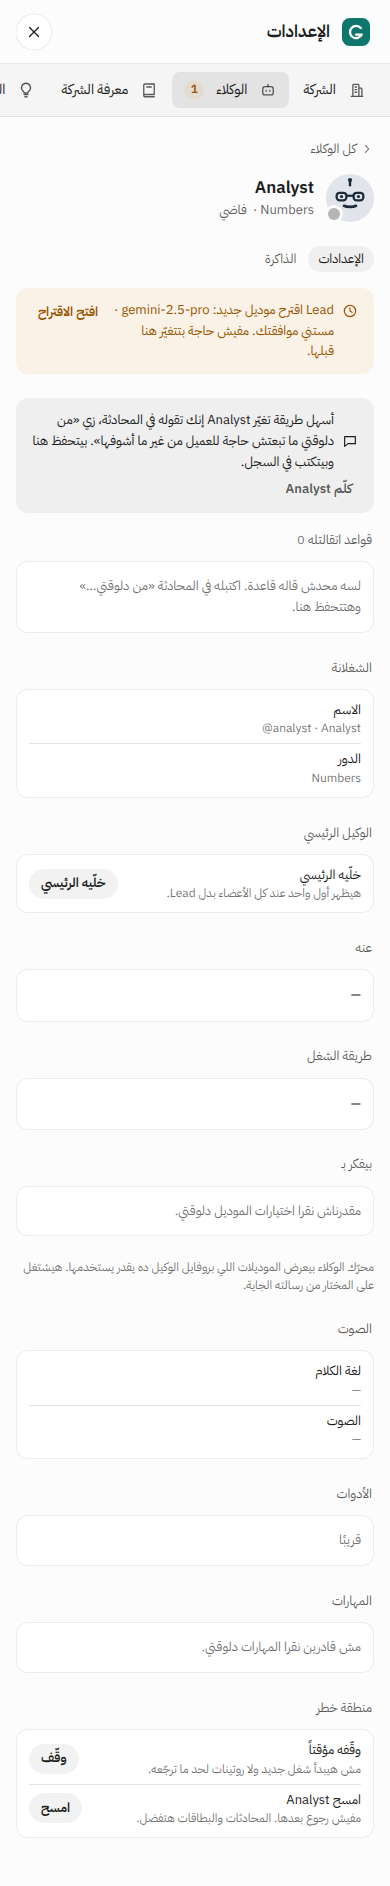 الإعدادات
الشركة
الوكلاء 1
معرفة الشركة
كل الوكلاء
Analyst
Numbers · فاضي
الإعدادات
الذاكرة
Lead اقترح موديل جديد: gemini-2.5-pro ·
مستني موافقتك. مفيش حاجة بتتغيّر هنا
قبلها.
افتح الاقتراح
أسهل طريقة تغيّر Analyst إنك تقوله في المحادثة، زي «من
دلوقتي ما تبعتش حاجة للعميل من غير ما أشوفها». بيتحفظ هنا
وبيتكتب في السجل.
كلّم Analyst
قواعد اتقالتله 0
لسه محدش قاله قاعدة. اكتبله في المحادثة «من دلوقتي...»
وهتتحفظ هنا.
الشغلانة
الاسم
@analyst · Analyst
الدور
Numbers
الوكيل الرئيسي
خلّيه الرئيسي
هيظهر أول واحد عند كل الأعضاء بدل Lead.
خلّيه الرئيسي
عنه
—
طريقة الشغل
—
بيفكر بـ
مقدرناش نقرا اختيارات الموديل دلوقتي.
محرّك الوكلاء بيعرض الموديلات اللي بروفايل الوكيل ده يقدر يستخدمها. هيشتغل
على المختار من رسالته الجاية.
الصوت
لغة الكلام
—
الصوت
—
الأدوات
قريبًا
المهارات
مش قادرين نقرا المهارات دلوقتي.
منطقة خطر
وقّفه مؤقتاً
مش هيبدأ شغل جديد ولا روتينات لحد ما ترجّعه.
وقّف
امسح Analyst
مفيش رجوع بعدها. المحادثات والبطاقات هتفضل.
امسح